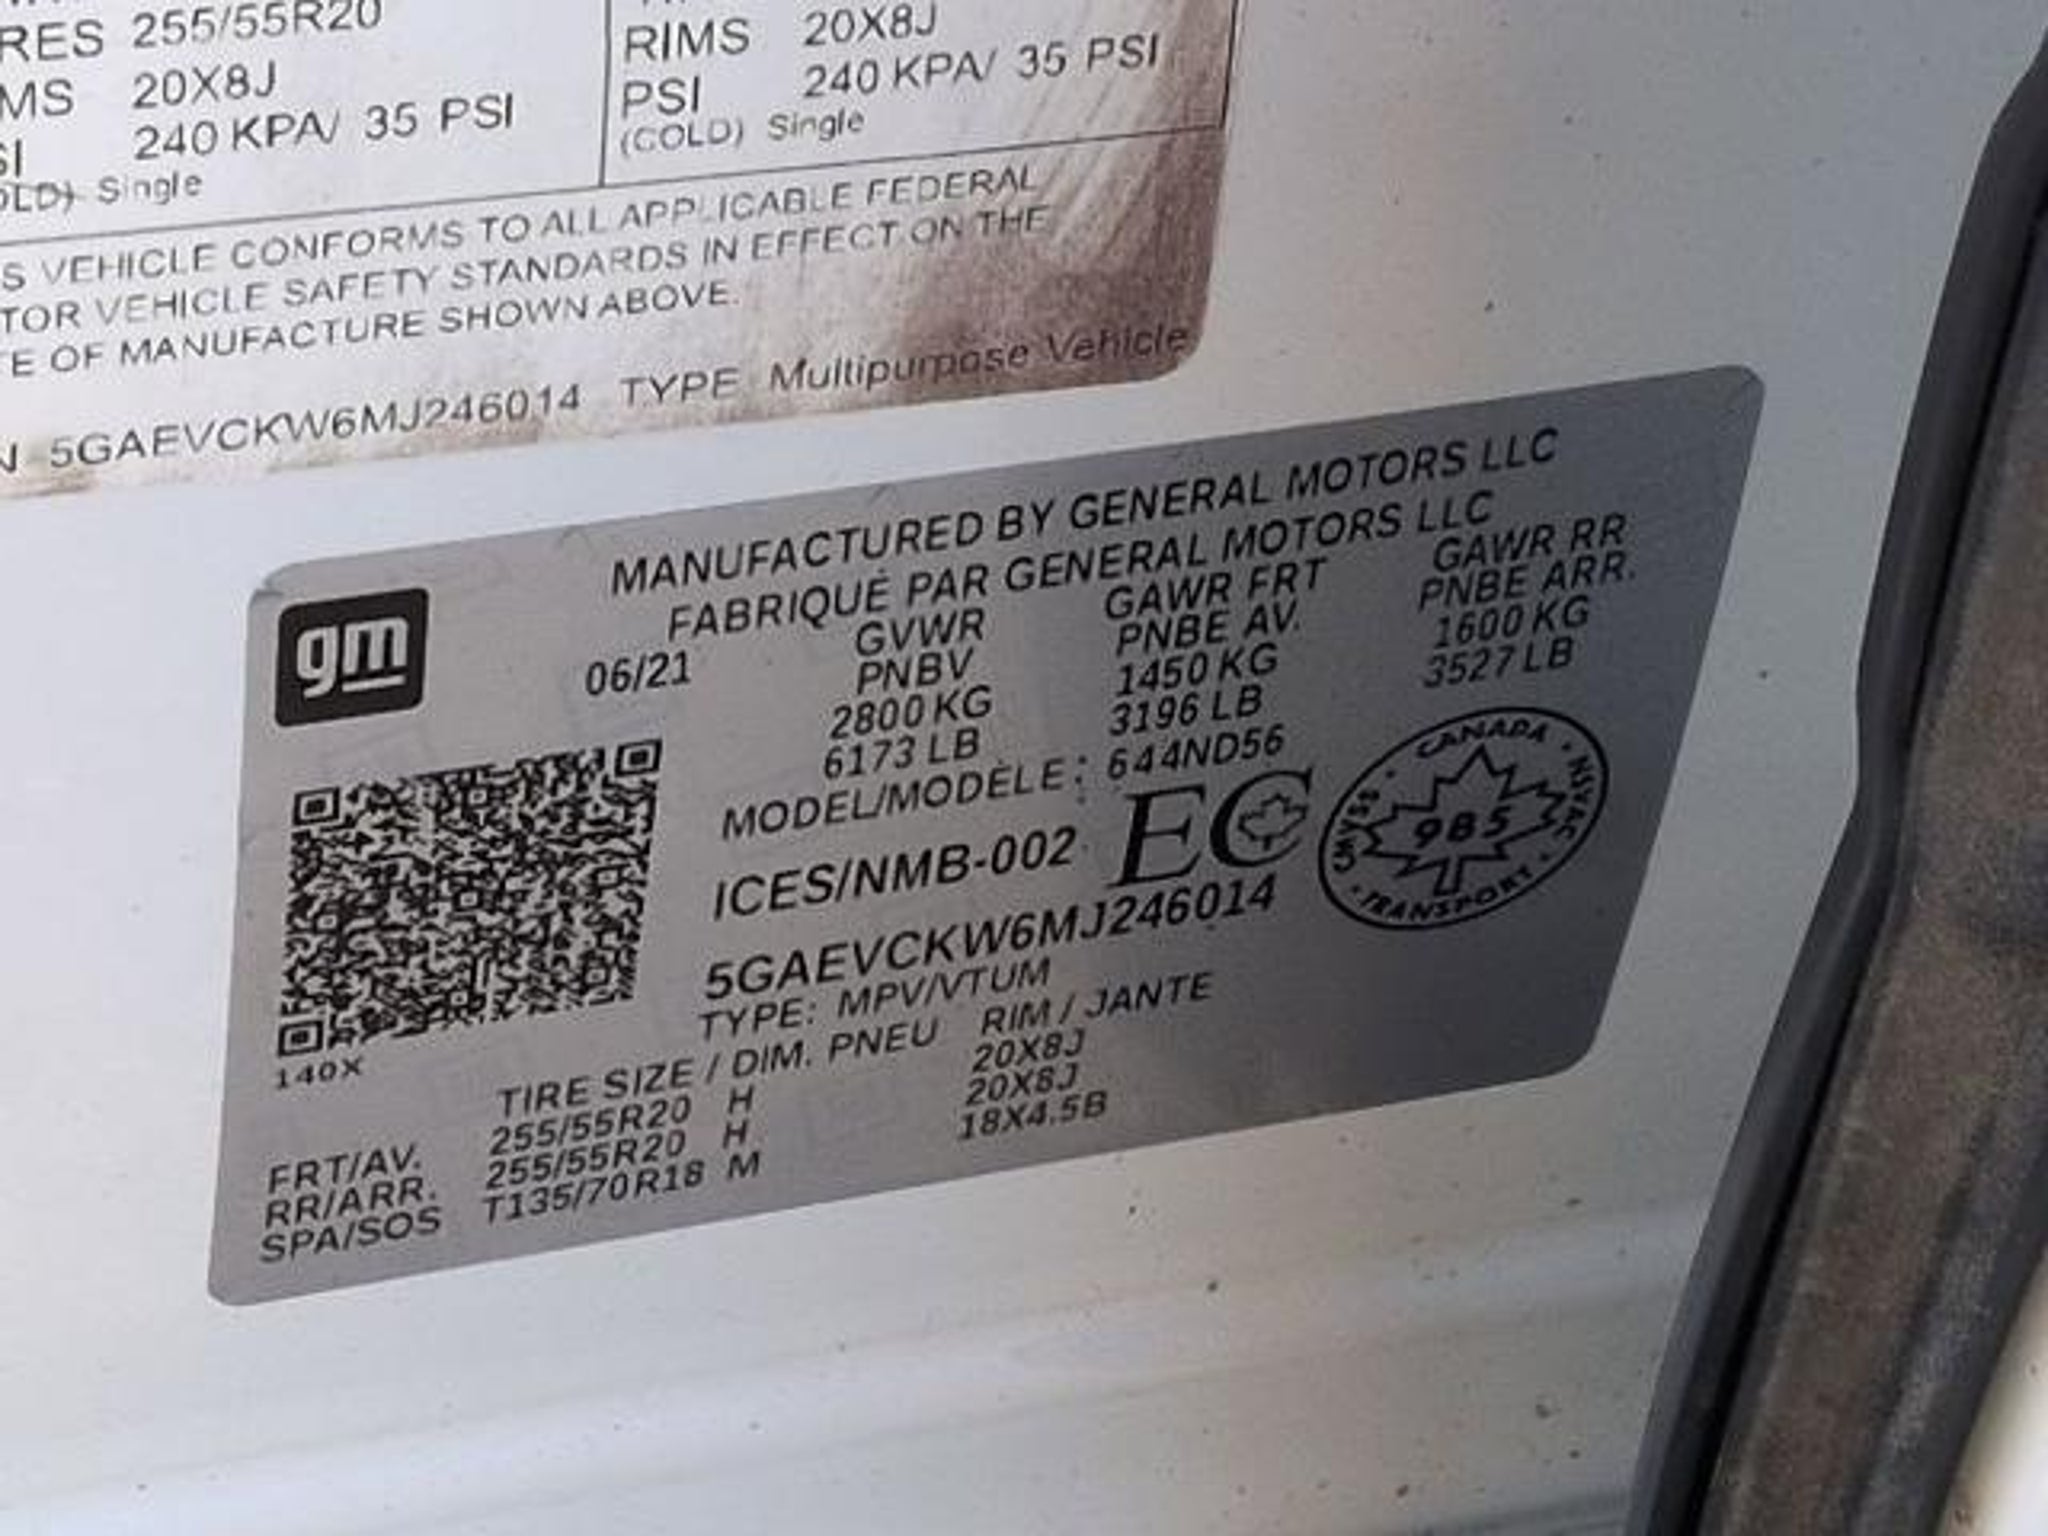 RES 255/55R20
MS 20X8J
SI 240 KPA/ 35 PSI
OLD) Single
RIMS 20X8J
PSI 240 KPA/ 35 PSI
(COLD) Single
S VEHICLE CONFORMS TO ALL APPLICABLE FEDERAL
TOR VEHICLE SAFETY STANDARDS IN EFFECT ON THE
E OF MANUFACTURE SHOWN ABOVE.
N 5GAEVCKW6MJ246014 TYPE Multipurpose Vehicle
gm
MANUFACTURED BY GENERAL MOTORS LLC
FABRIQUÉ PAR GENERAL MOTORS LLC
06/21 GVWR GAWR FRT GAWR RR
PNBV PNBE AV. PNBE ARR.
2800 KG 1450 KG 1600 KG
6173 LB 3196 LB 3527 LB
MODEL/MODÈLE: 644ND56
ICES/NMB-002 EC
CANADA · NSVAC · TRANSPORT · CMVSS ·
985
5GAEVCKW6MJ246014
TYPE: MPV/VTUM
140X
TIRE SIZE / DIM. PNEU RIM / JANTE
FRT/AV. 255/55R20 H 20X8J
RR/ARR. 255/55R20 H 20X8J
SPA/SOS T135/70R18 M 18X4.5B